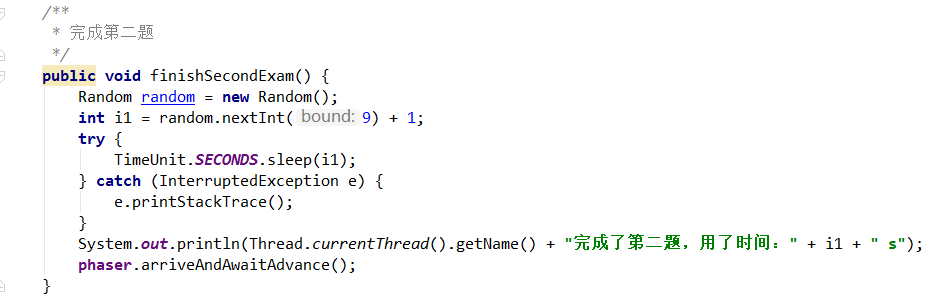 /**
 * 完成第二题
 */
public void finishSecondExam() {
    Random random = new Random();
    int i1 = random.nextInt( bound: 9) + 1;
    try {
        TimeUnit.SECONDS.sleep(i1);
    } catch (InterruptedException e) {
        e.printStackTrace();
    }
    System.out.println(Thread.currentThread().getName() + "完成了第二题，用了时间：" + i1 + " s");
    phaser.arriveAndAwaitAdvance();
}